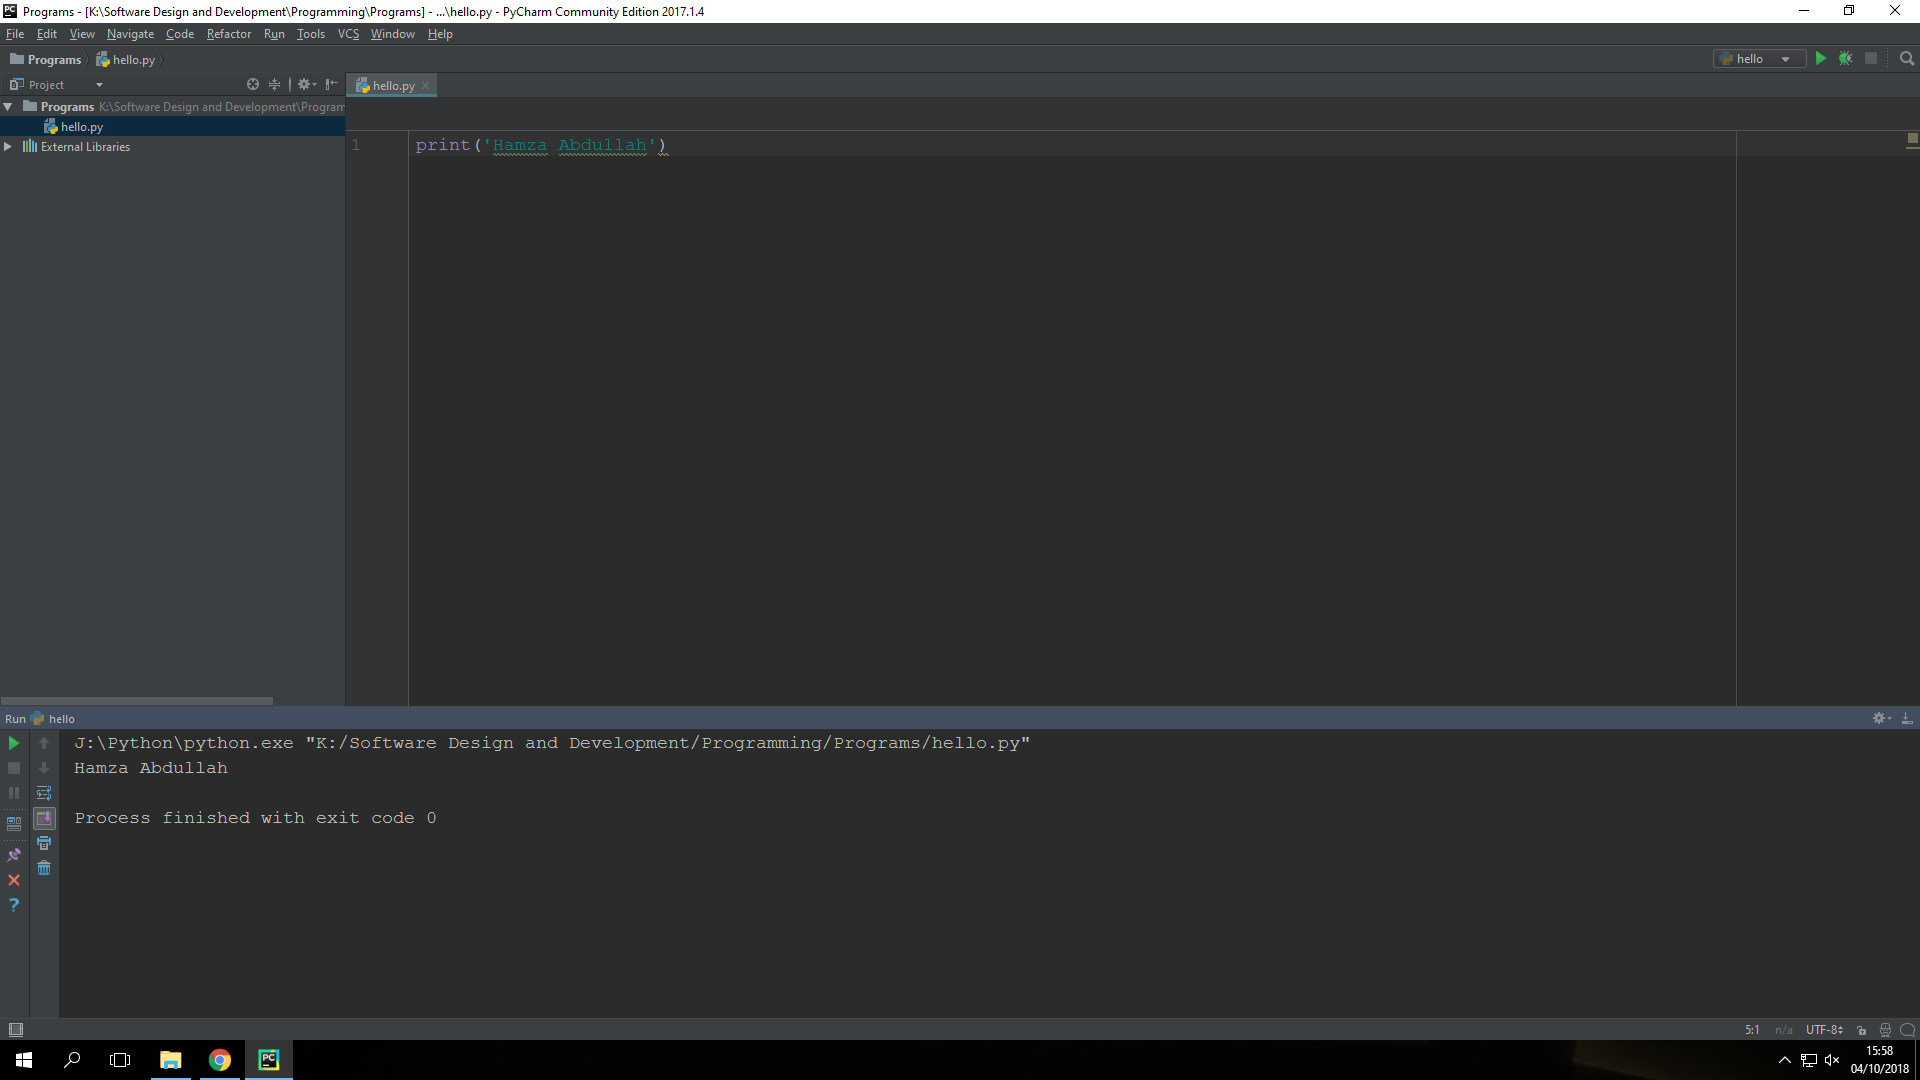 Programs - [K:\Software Design and Development\Programming\Programs] - ...\hello.py - PyCharm Community Edition 2017.1.4
File Edit View Navigate Code Refactor Run Tools VCS Window Help
Programs hello.py hello
Project hello.py
Programs K:\Software Design and Development\Program
hello.py
External Libraries
1 print('Hamza Abdullah')
Run hello
J:\Python\python.exe "K:/Software Design and Development/Programming/Programs/hello.py"
Hamza Abdullah
Process finished with exit code 0
5:1 n/a UTF-8
15:58
04/10/2018